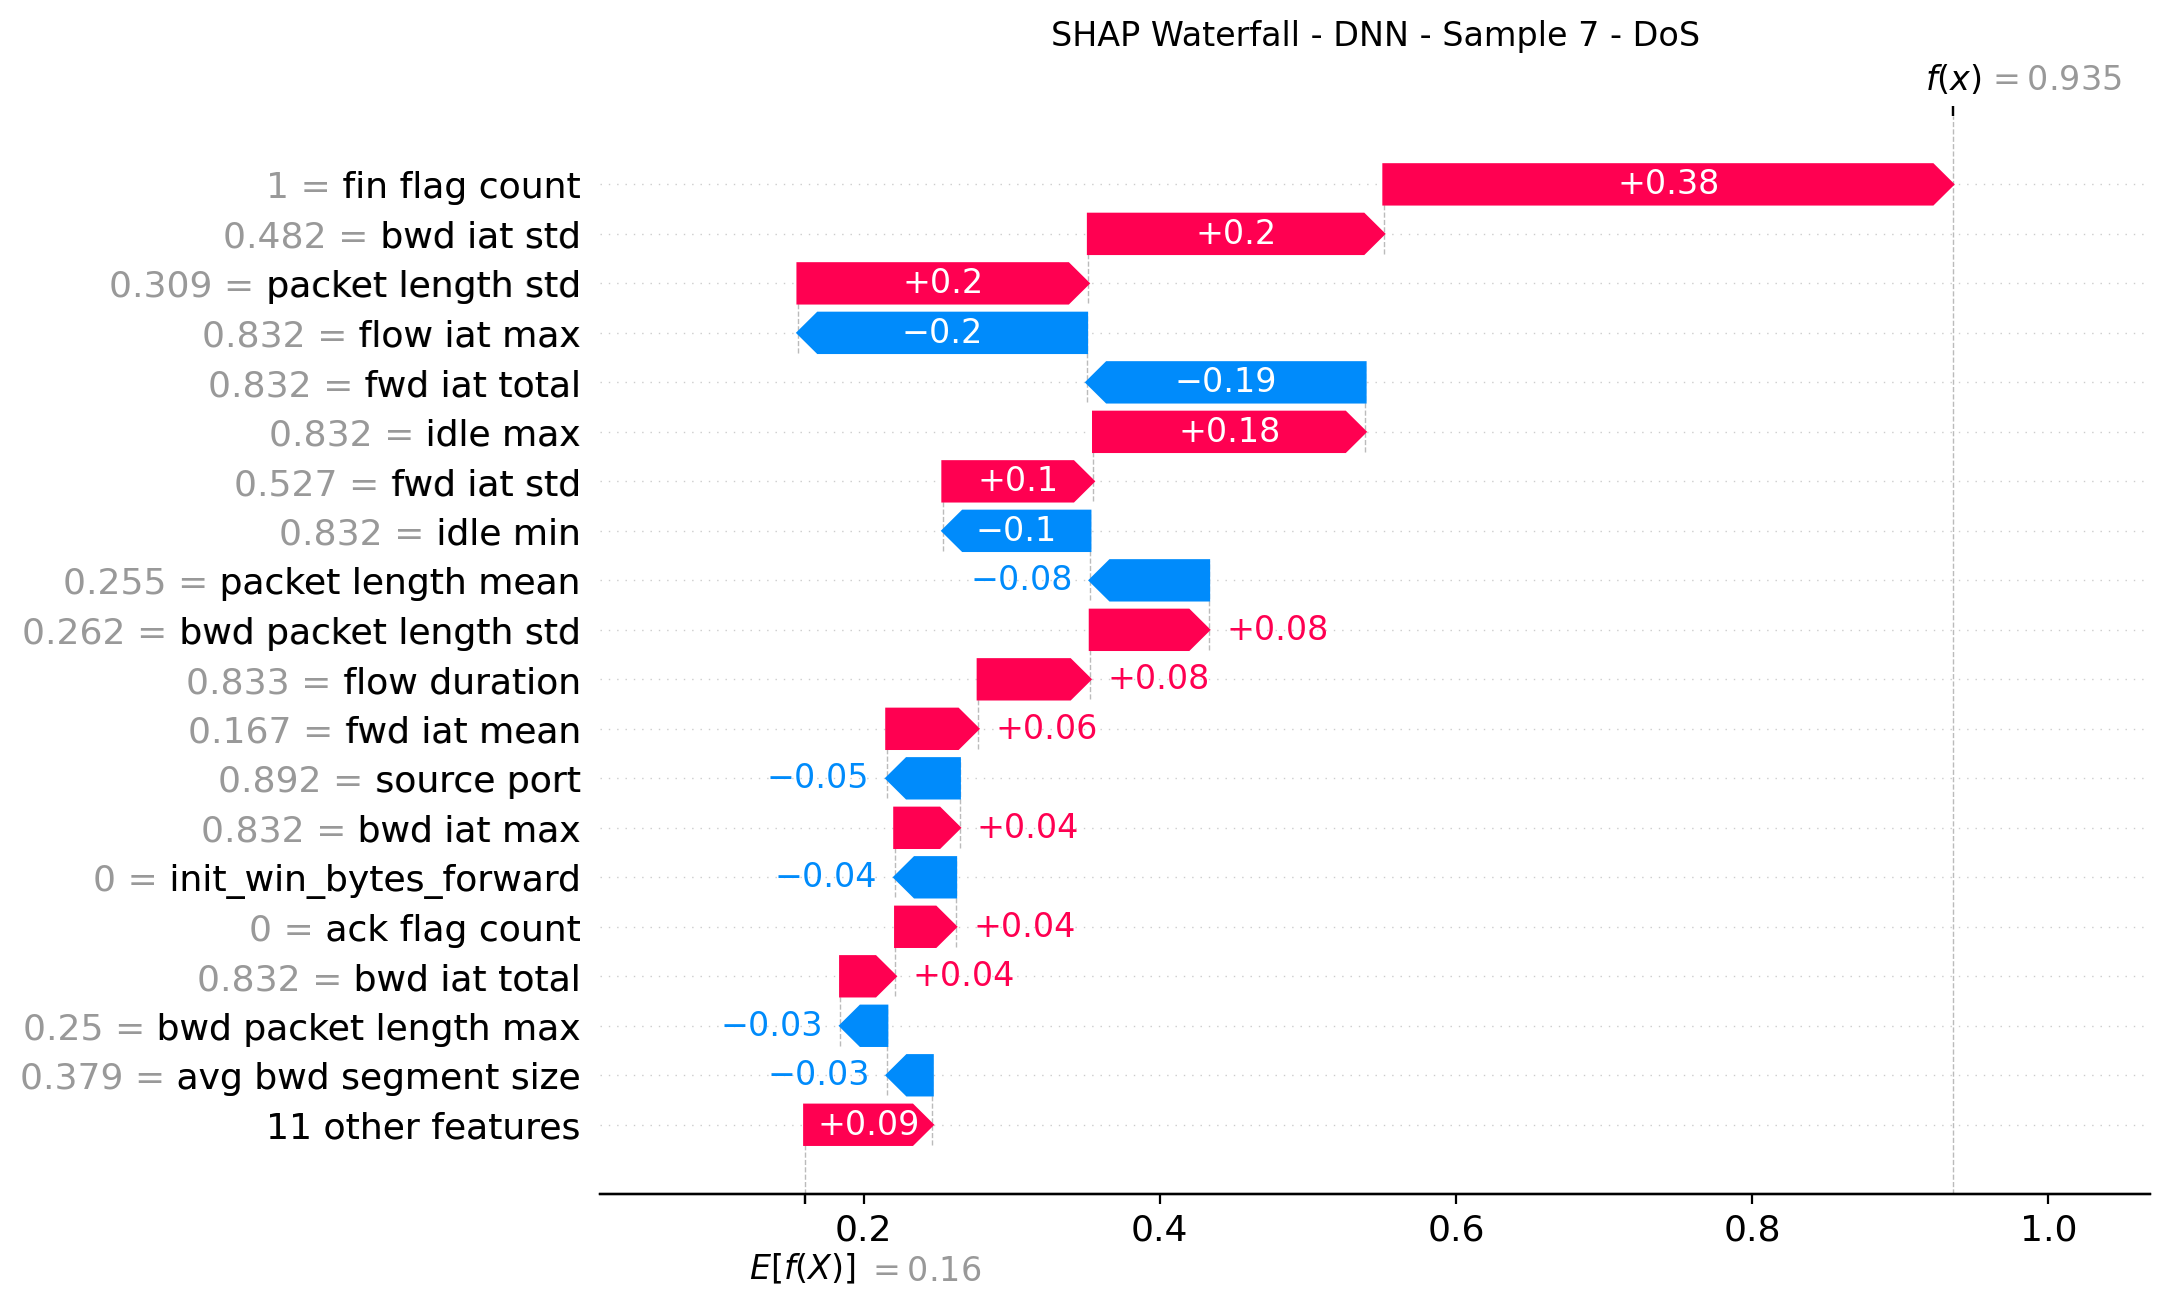 SHAP Waterfall - DNN - Sample 7 - DoS
f(x) = 0.935
1 = fin flag count +0.38
0.482 = bwd iat std +0.2
0.309 = packet length std +0.2
0.832 = flow iat max −0.2
0.832 = fwd iat total −0.19
0.832 = idle max +0.18
0.527 = fwd iat std +0.1
0.832 = idle min −0.1
0.255 = packet length mean −0.08
0.262 = bwd packet length std +0.08
0.833 = flow duration +0.08
0.167 = fwd iat mean +0.06
0.892 = source port −0.05
0.832 = bwd iat max +0.04
0 = init_win_bytes_forward −0.04
0 = ack flag count +0.04
0.832 = bwd iat total +0.04
0.25 = bwd packet length max −0.03
0.379 = avg bwd segment size −0.03
11 other features +0.09
0.2 0.4 0.6 0.8 1.0
E[f(X)] = 0.16